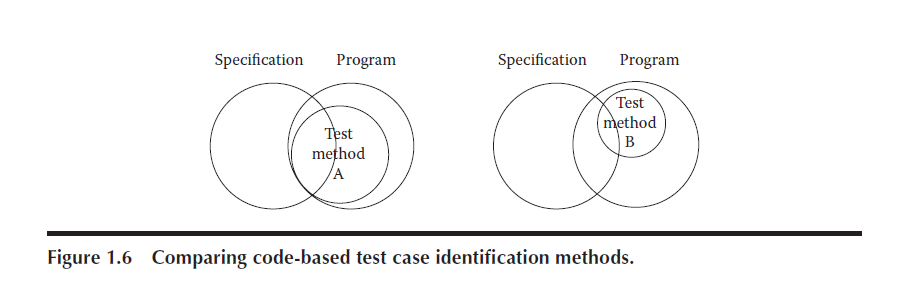 Specification Program
Test
method
A
Specification Program
Test
method
B
Figure 1.6 Comparing code-based test case identification methods.